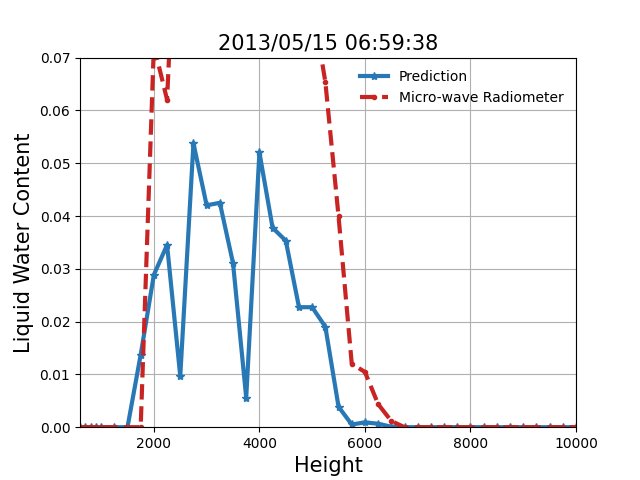 2013/05/15 06:59:38
Prediction
Micro-wave Radiometer
Liquid Water Content
0.07
0.06
0.05
0.04
0.03
0.02
0.01
0.00
2000 4000 6000 8000 10000
Height